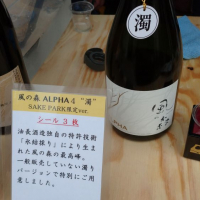 風の森 ALPHA4 “濁”
SAKE PARK限定ver.
シール3枚
油長酒造独自の特許技術
「氷結採り」により生ま
れた風の森の最高峰。
一般販売していない濁り
バージョンで特別にご用
意しました。
濁
風の森
ALPHA